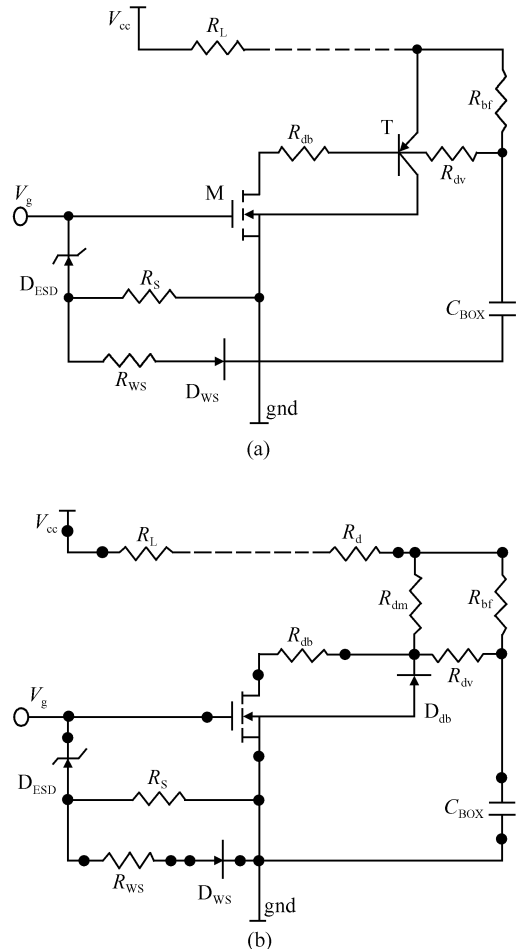 Vcc
RL
Rbf
Rdb
T
Rdv
Vg
M
DESD
RS
CBOX
RWS
DWS
gnd
(a)
Vcc
RL
Rd
Rdm
Rbf
Rdb
Rdv
Vg
Ddb
DESD
RS
CBOX
RWS
DWS
gnd
(b)